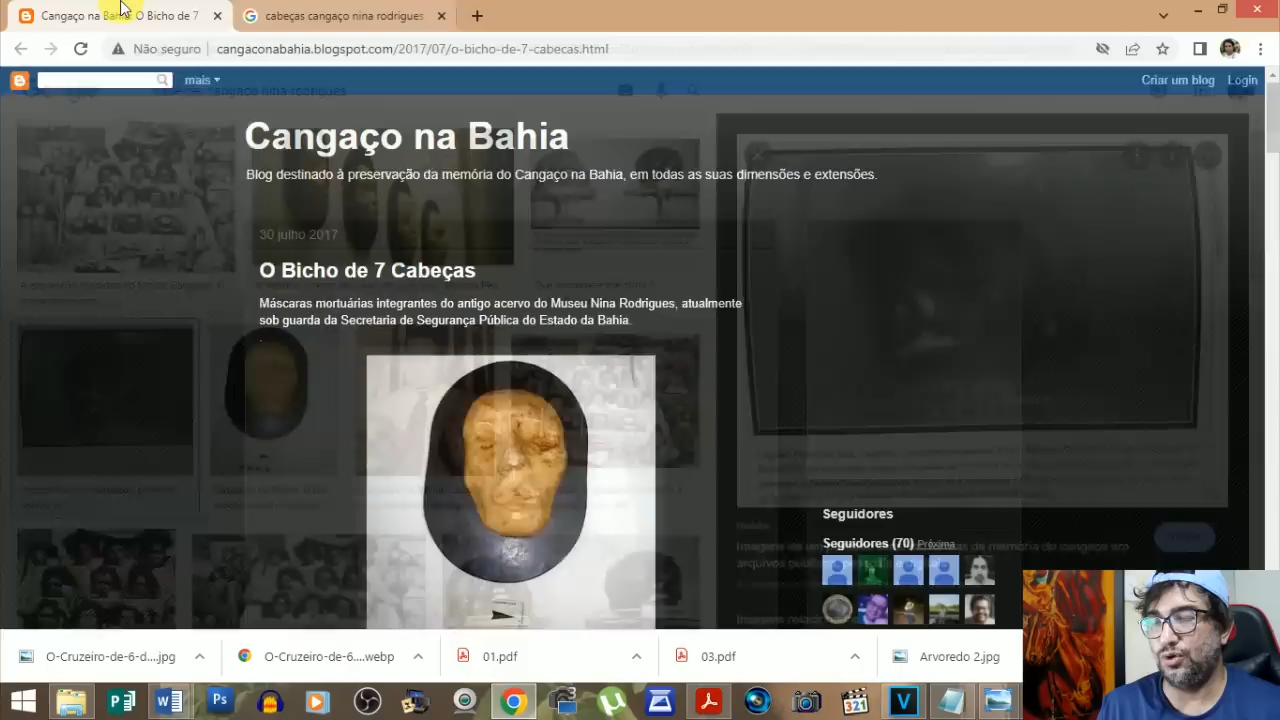 Cangaço na Bahia: O Bicho de 7
cabeças cangaço nina rodrigues
Não seguro
cangaconabahia.blogspot.com/2017/07/o-bicho-de-7-cabecas.html
mais
Criar um blog
Login
Cangaço na Bahia
Blog destinado à preservação da memória do Cangaço na Bahia, em todas as suas dimensões e extensões.
30 julho 2017
O Bicho de 7 Cabeças
Máscaras mortuárias integrantes do antigo acervo do Museu Nina Rodrigues, atualmente
sob guarda da Secretaria de Segurança Pública do Estado da Bahia.
Seguidores
Seguidores (70) Próxima
O-Cruzeiro-de-6-d....jpg
O-Cruzeiro-de-6....webp
01.pdf
03.pdf
Arvoredo 2.jpg